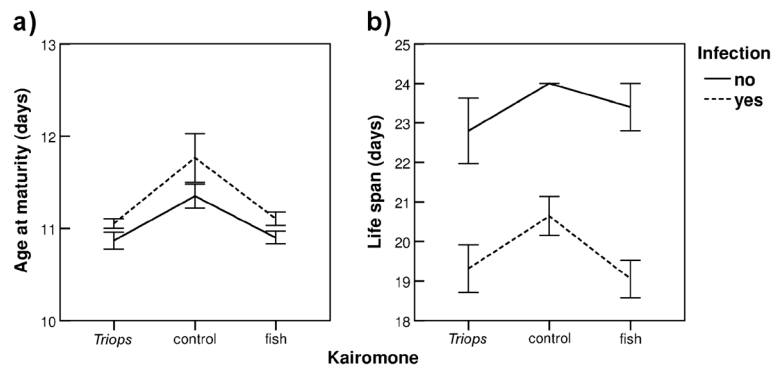 a)
Age at maturity (days)
13
12
11
10
Triops
control
fish
b)
Life span (days)
25
24
23
22
21
20
19
18
Triops
control
fish
Kairomone
Infection
no
yes